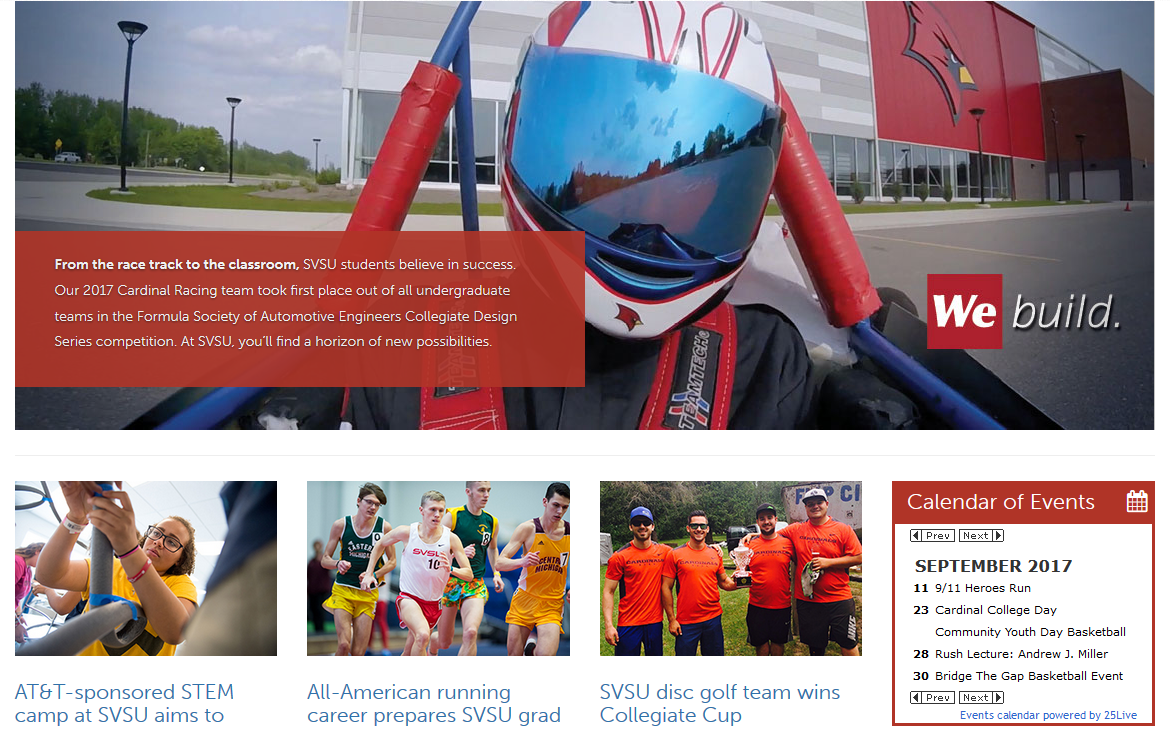 From the race track to the classroom, SVSU students believe in success.
Our 2017 Cardinal Racing team took first place out of all undergraduate
teams in the Formula Society of Automotive Engineers Collegiate Design
Series competition. At SVSU, you'll find a horizon of new possibilities.
We build.
TEAMTECH
EASTERN
MICHIGAN
SVSU
10
18
CENTRAL
MICHIGAN
7
CARDINALS
NIKE
AT&T-sponsored STEM
camp at SVSU aims to
All-American running
career prepares SVSU grad
SVSU disc golf team wins
Collegiate Cup
Calendar of Events
Prev Next
SEPTEMBER 2017
11 9/11 Heroes Run
23 Cardinal College Day
Community Youth Day Basketball
28 Rush Lecture: Andrew J. Miller
30 Bridge The Gap Basketball Event
Prev Next
Events calendar powered by 25Live